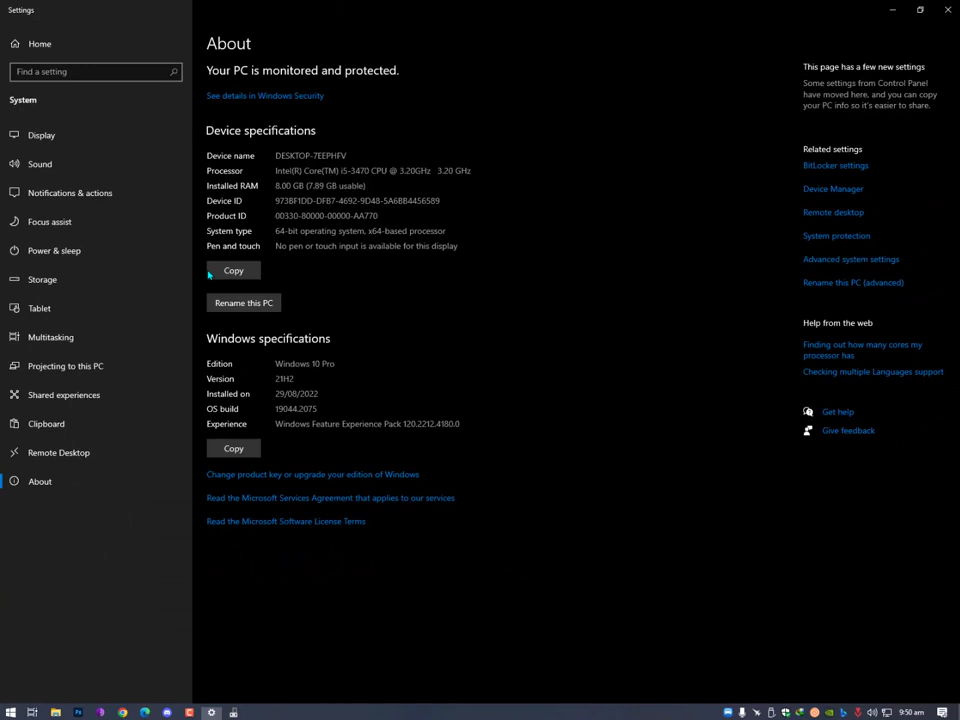 Settings
Home
Find a setting
System
Display
Sound
Notifications & actions
Focus assist
Power & sleep
Storage
Tablet
Multitasking
Projecting to this PC
Shared experiences
Clipboard
Remote Desktop
About
About
Your PC is monitored and protected.
See details in Windows Security
Device specifications
Device name DESKTOP-7EEPHFV
Processor Intel(R) Core(TM) i5-3470 CPU @ 3.20GHz 3.20 GHz
Installed RAM 8.00 GB (7.89 GB usable)
Device ID 973BF1DD-DFB7-4692-9D48-5A6BB4456589
Product ID 00330-80000-00000-AA770
System type 64-bit operating system, x64-based processor
Pen and touch No pen or touch input is available for this display
Copy
Rename this PC
Windows specifications
Edition Windows 10 Pro
Version 21H2
Installed on 29/08/2022
OS build 19044.2075
Experience Windows Feature Experience Pack 120.2212.4180.0
Copy
Change product key or upgrade your edition of Windows
Read the Microsoft Services Agreement that applies to our services
Read the Microsoft Software License Terms
This page has a few new settings
Some settings from Control Panel
have moved here, and you can copy
your PC info so it's easier to share.
Related settings
BitLocker settings
Device Manager
Remote desktop
System protection
Advanced system settings
Rename this PC (advanced)
Help from the web
Finding out how many cores my
processor has
Checking multiple Languages support
Get help
Give feedback
Ps
9:50 am